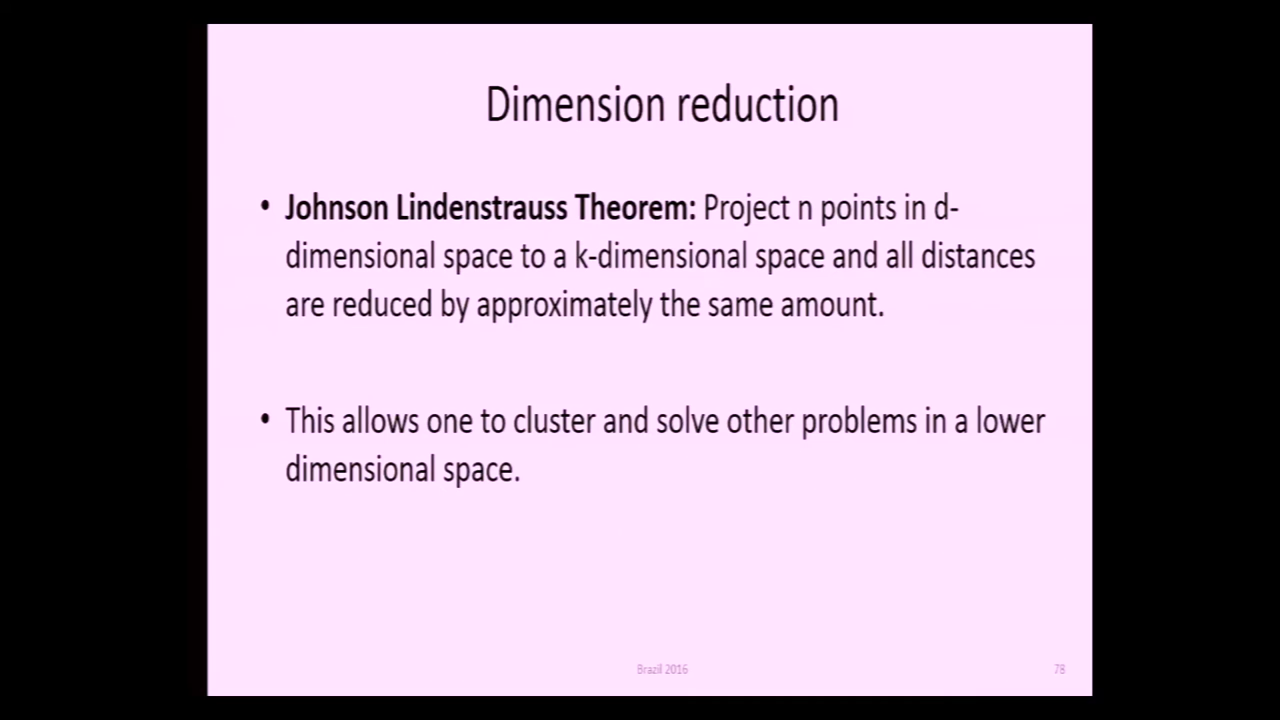 Dimension reduction
• Johnson Lindenstrauss Theorem: Project n points in d-
dimensional space to a k-dimensional space and all distances
are reduced by approximately the same amount.
• This allows one to cluster and solve other problems in a lower
dimensional space.
Brazil 2016
78